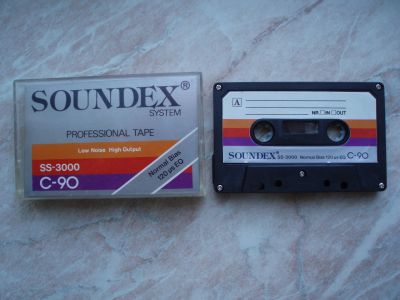 SOUNDEX®
SYSTEM
PROFESSIONAL TAPE
Low Noise High Output
SS-3000
C-90
Normal Bias
120 µs EQ
A
NR □IN □OUT
SOUNDEX® SS-3000 Normal Bias 120 µs EQ C-90